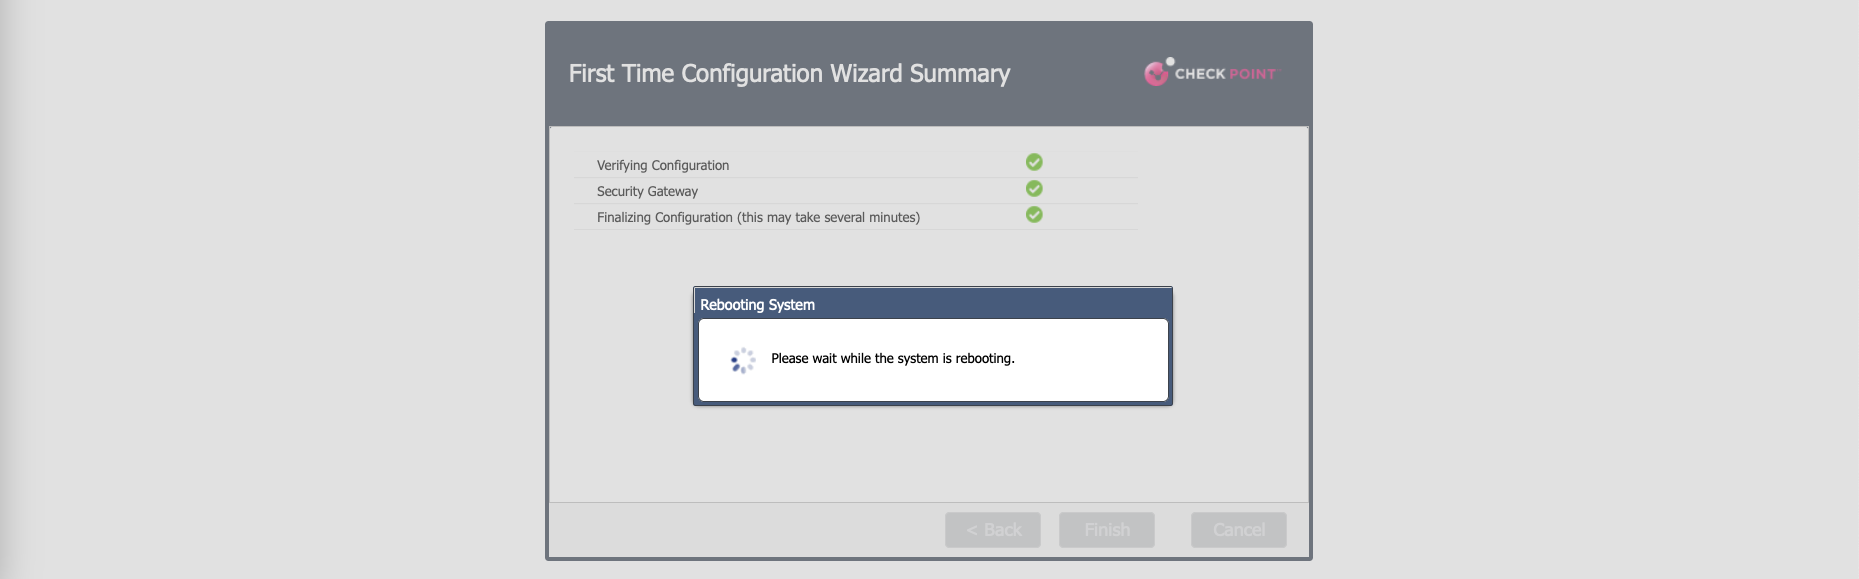 First Time Configuration Wizard Summary
CHECK POINT
Verifying Configuration
Security Gateway
Finalizing Configuration (this may take several minutes)
Rebooting System
Please wait while the system is rebooting.
< Back
Finish
Cancel